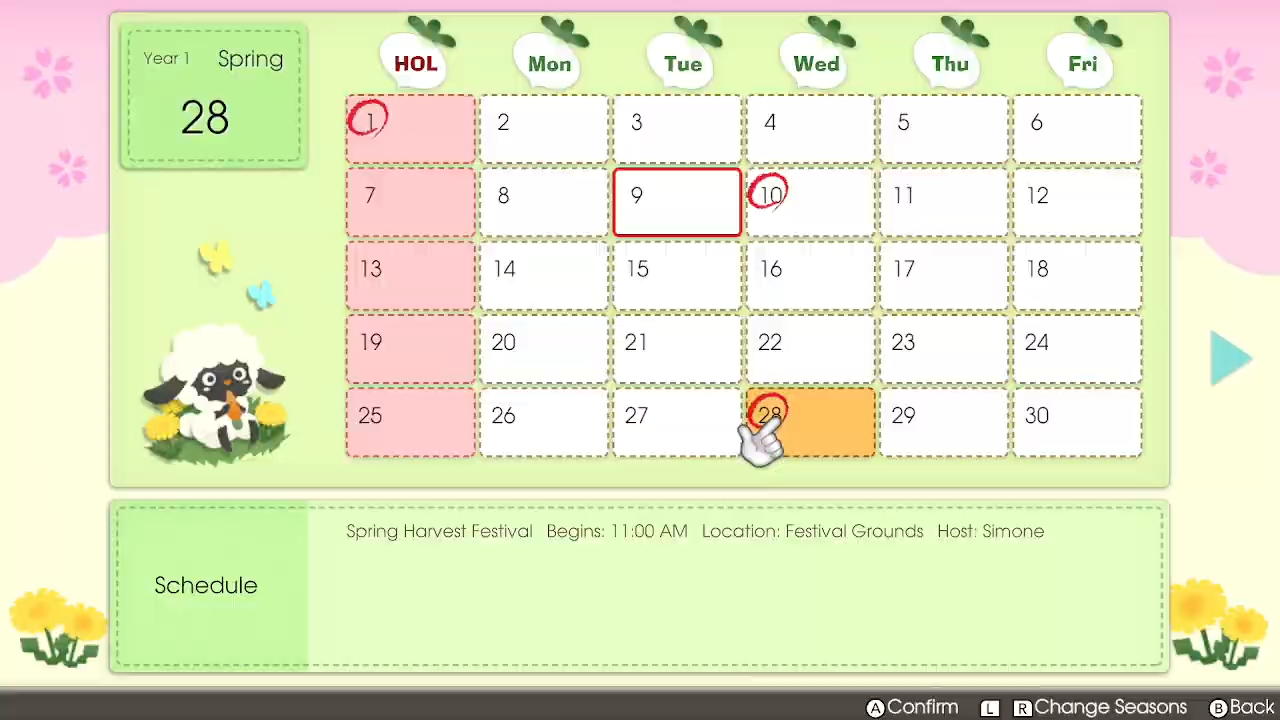 Year 1 Spring
28
HOL Mon Tue Wed Thu Fri
1 2 3 4 5 6
7 8 9 10 11 12
13 14 15 16 17 18
19 20 21 22 23 24
25 26 27 28 29 30
Spring Harvest Festival Begins: 11:00 AM Location: Festival Grounds Host: Simone
Schedule
A Confirm L R Change Seasons B Back